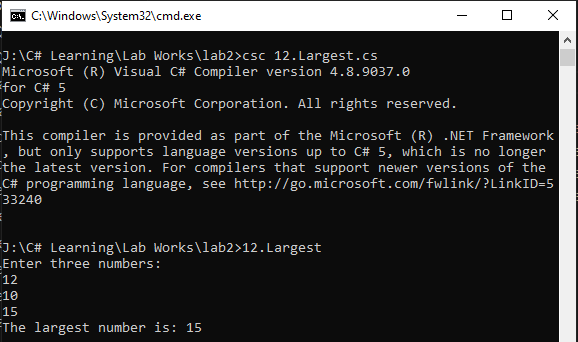 C:\Windows\System32\cmd.exe
J:\C# Learning\Lab Works\lab2>csc 12.Largest.cs
Microsoft (R) Visual C# Compiler version 4.8.9037.0
for C# 5
Copyright (C) Microsoft Corporation. All rights reserved.
This compiler is provided as part of the Microsoft (R) .NET Framework
, but only supports language versions up to C# 5, which is no longer
the latest version. For compilers that support newer versions of the
C# programming language, see http://go.microsoft.com/fwlink/?LinkID=5
33240
J:\C# Learning\Lab Works\lab2>12.Largest
Enter three numbers:
12
10
15
The largest number is: 15